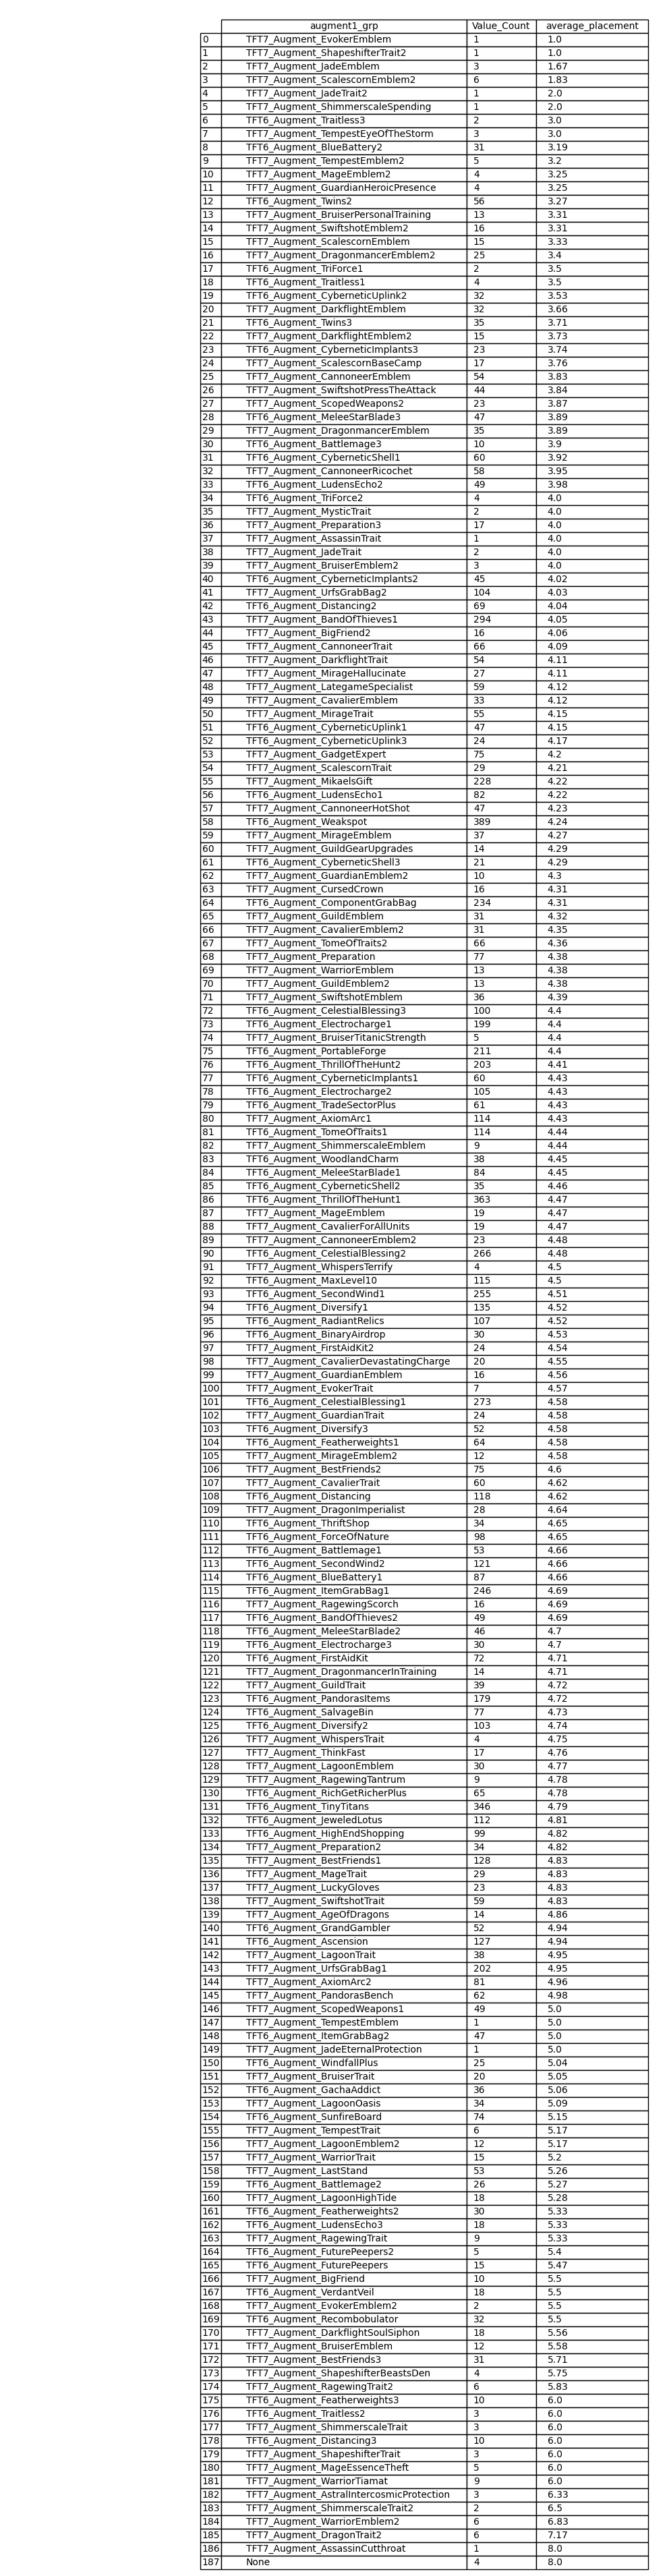 augment1_grp Value_Count average_placement
0 TFT7_Augment_EvokerEmblem 1 1.0
1 TFT7_Augment_ShapeshifterTrait2 1 1.0
2 TFT7_Augment_JadeEmblem 3 1.67
3 TFT7_Augment_ScalescornEmblem2 6 1.83
4 TFT7_Augment_JadeTrait2 1 2.0
5 TFT7_Augment_ShimmerscaleSpending 1 2.0
6 TFT6_Augment_Traitless3 2 3.0
7 TFT7_Augment_TempestEyeOfTheStorm 3 3.0
8 TFT6_Augment_BlueBattery2 31 3.19
9 TFT7_Augment_TempestEmblem2 5 3.2
10 TFT7_Augment_MageEmblem2 4 3.25
11 TFT7_Augment_GuardianHeroicPresence 4 3.25
12 TFT6_Augment_Twins2 56 3.27
13 TFT7_Augment_BruiserPersonalTraining 13 3.31
14 TFT7_Augment_SwiftshotEmblem2 16 3.31
15 TFT7_Augment_ScalescornEmblem 15 3.33
16 TFT7_Augment_DragonmancerEmblem2 25 3.4
17 TFT6_Augment_TriForce1 2 3.5
18 TFT6_Augment_Traitless1 4 3.5
19 TFT6_Augment_CyberneticUplink2 32 3.53
20 TFT7_Augment_DarkflightEmblem 32 3.66
21 TFT6_Augment_Twins3 35 3.71
22 TFT7_Augment_DarkflightEmblem2 15 3.73
23 TFT6_Augment_CyberneticImplants3 23 3.74
24 TFT7_Augment_ScalescornBaseCamp 17 3.76
25 TFT7_Augment_CannoneerEmblem 54 3.83
26 TFT7_Augment_SwiftshotPressTheAttack 44 3.84
27 TFT7_Augment_ScopedWeapons2 23 3.87
28 TFT6_Augment_MeleeStarBlade3 47 3.89
29 TFT7_Augment_DragonmancerEmblem 35 3.89
30 TFT6_Augment_Battlemage3 10 3.9
31 TFT6_Augment_CyberneticShell1 60 3.92
32 TFT7_Augment_CannoneerRicochet 58 3.95
33 TFT6_Augment_LudensEcho2 49 3.98
34 TFT6_Augment_TriForce2 4 4.0
35 TFT7_Augment_MysticTrait 2 4.0
36 TFT7_Augment_Preparation3 17 4.0
37 TFT7_Augment_AssassinTrait 1 4.0
38 TFT7_Augment_JadeTrait 2 4.0
39 TFT7_Augment_BruiserEmblem2 3 4.0
40 TFT6_Augment_CyberneticImplants2 45 4.02
41 TFT7_Augment_UrfsGrabBag2 104 4.03
42 TFT6_Augment_Distancing2 69 4.04
43 TFT7_Augment_BandOfThieves1 294 4.05
44 TFT7_Augment_BigFriend2 16 4.06
45 TFT7_Augment_CannoneerTrait 66 4.09
46 TFT7_Augment_DarkflightTrait 54 4.11
47 TFT7_Augment_MirageHallucinate 27 4.11
48 TFT7_Augment_LategameSpecialist 59 4.12
49 TFT7_Augment_CavalierEmblem 33 4.12
50 TFT7_Augment_MirageTrait 55 4.15
51 TFT6_Augment_CyberneticUplink1 47 4.15
52 TFT6_Augment_CyberneticUplink3 24 4.17
53 TFT7_Augment_GadgetExpert 75 4.2
54 TFT7_Augment_ScalescornTrait 29 4.21
55 TFT7_Augment_MikaelsGift 228 4.22
56 TFT6_Augment_LudensEcho1 82 4.22
57 TFT7_Augment_CannoneerHotShot 47 4.23
58 TFT6_Augment_Weakspot 389 4.24
59 TFT7_Augment_MirageEmblem 37 4.27
60 TFT7_Augment_GuildGearUpgrades 14 4.29
61 TFT6_Augment_CyberneticShell3 21 4.29
62 TFT7_Augment_GuardianEmblem2 10 4.3
63 TFT7_Augment_CursedCrown 16 4.31
64 TFT6_Augment_ComponentGrabBag 234 4.31
65 TFT7_Augment_GuildEmblem 31 4.32
66 TFT7_Augment_CavalierEmblem2 31 4.35
67 TFT7_Augment_TomeOfTraits2 66 4.36
68 TFT7_Augment_Preparation 77 4.38
69 TFT7_Augment_WarriorEmblem 13 4.38
70 TFT7_Augment_GuildEmblem2 13 4.38
71 TFT7_Augment_SwiftshotEmblem 36 4.39
72 TFT6_Augment_CelestialBlessing3 100 4.4
73 TFT6_Augment_Electrocharge1 199 4.4
74 TFT7_Augment_BruiserTitanicStrength 5 4.4
75 TFT6_Augment_PortableForge 211 4.4
76 TFT6_Augment_ThrillOfTheHunt2 203 4.41
77 TFT6_Augment_CyberneticImplants1 60 4.43
78 TFT6_Augment_Electrocharge2 105 4.43
79 TFT6_Augment_TradeSectorPlus 61 4.43
80 TFT7_Augment_AxiomArc1 114 4.43
81 TFT6_Augment_TomeOfTraits1 114 4.44
82 TFT7_Augment_ShimmerscaleEmblem 9 4.44
83 TFT6_Augment_WoodlandCharm 38 4.45
84 TFT6_Augment_MeleeStarBlade1 84 4.45
85 TFT6_Augment_CyberneticShell2 35 4.46
86 TFT6_Augment_ThrillOfTheHunt1 363 4.47
87 TFT7_Augment_MageEmblem 19 4.47
88 TFT7_Augment_CavalierForAllUnits 19 4.47
89 TFT7_Augment_CannoneerEmblem2 23 4.48
90 TFT6_Augment_CelestialBlessing2 266 4.48
91 TFT7_Augment_WhispersTerrify 4 4.5
92 TFT6_Augment_MaxLevel10 115 4.5
93 TFT6_Augment_SecondWind1 255 4.51
94 TFT6_Augment_Diversify1 135 4.52
95 TFT6_Augment_RadiantRelics 107 4.52
96 TFT6_Augment_BinaryAirdrop 30 4.53
97 TFT7_Augment_FirstAidKit2 24 4.54
98 TFT7_Augment_CavalierDevastatingCharge 20 4.55
99 TFT7_Augment_GuardianEmblem 16 4.56
100 TFT7_Augment_EvokerTrait 7 4.57
101 TFT6_Augment_CelestialBlessing1 273 4.58
102 TFT7_Augment_GuardianTrait 24 4.58
103 TFT6_Augment_Diversify3 52 4.58
104 TFT6_Augment_Featherweights1 64 4.58
105 TFT7_Augment_MirageEmblem2 12 4.58
106 TFT7_Augment_BestFriends2 75 4.6
107 TFT7_Augment_CavalierTrait 60 4.62
108 TFT6_Augment_Distancing 118 4.62
109 TFT7_Augment_DragonImperialist 28 4.64
110 TFT6_Augment_ThriftShop 34 4.65
111 TFT6_Augment_ForceOfNature 98 4.65
112 TFT6_Augment_Battlemage1 53 4.66
113 TFT6_Augment_SecondWind2 121 4.66
114 TFT6_Augment_BlueBattery1 87 4.66
115 TFT6_Augment_ItemGrabBag1 246 4.69
116 TFT7_Augment_RagewingScorch 16 4.69
117 TFT6_Augment_BandOfThieves2 49 4.69
118 TFT6_Augment_MeleeStarBlade2 46 4.7
119 TFT6_Augment_Electrocharge3 30 4.7
120 TFT6_Augment_FirstAidKit 72 4.71
121 TFT7_Augment_DragonmancerInTraining 14 4.71
122 TFT7_Augment_GuildTrait 39 4.72
123 TFT6_Augment_PandorasItems 179 4.72
124 TFT6_Augment_SalvageBin 77 4.73
125 TFT6_Augment_Diversify2 103 4.74
126 TFT7_Augment_WhispersTrait 4 4.75
127 TFT7_Augment_ThinkFast 17 4.76
128 TFT7_Augment_LagoonEmblem 30 4.77
129 TFT7_Augment_RagewingTantrum 9 4.78
130 TFT6_Augment_RichGetRicherPlus 65 4.78
131 TFT6_Augment_TinyTitans 346 4.79
132 TFT6_Augment_JeweledLotus 112 4.81
133 TFT6_Augment_HighEndShopping 99 4.82
134 TFT7_Augment_Preparation2 34 4.82
135 TFT7_Augment_BestFriends1 128 4.83
136 TFT7_Augment_MageTrait 29 4.83
137 TFT7_Augment_LuckyGloves 23 4.83
138 TFT7_Augment_SwiftshotTrait 59 4.83
139 TFT7_Augment_AgeOfDragons 14 4.86
140 TFT6_Augment_GrandGambler 52 4.94
141 TFT6_Augment_Ascension 127 4.94
142 TFT7_Augment_LagoonTrait 38 4.95
143 TFT7_Augment_UrfsGrabBag1 202 4.95
144 TFT7_Augment_AxiomArc2 81 4.96
145 TFT7_Augment_PandorasBench 62 4.98
146 TFT7_Augment_ScopedWeapons1 49 5.0
147 TFT7_Augment_TempestEmblem 1 5.0
148 TFT6_Augment_ItemGrabBag2 47 5.0
149 TFT7_Augment_JadeEternalProtection 1 5.0
150 TFT6_Augment_WindfallPlus 25 5.04
151 TFT7_Augment_BruiserTrait 20 5.05
152 TFT6_Augment_GachaAddict 36 5.06
153 TFT7_Augment_LagoonOasis 34 5.09
154 TFT6_Augment_SunfireBoard 74 5.15
155 TFT7_Augment_TempestTrait 6 5.17
156 TFT7_Augment_LagoonEmblem2 12 5.17
157 TFT7_Augment_WarriorTrait 15 5.2
158 TFT7_Augment_LastStand 53 5.26
159 TFT6_Augment_Battlemage2 26 5.27
160 TFT7_Augment_LagoonHighTide 18 5.28
161 TFT6_Augment_Featherweights2 30 5.33
162 TFT6_Augment_LudensEcho3 18 5.33
163 TFT7_Augment_RagewingTrait 9 5.33
164 TFT6_Augment_FuturePeepers2 5 5.4
165 TFT6_Augment_FuturePeepers 15 5.47
166 TFT7_Augment_BigFriend 10 5.5
167 TFT6_Augment_VerdantVeil 18 5.5
168 TFT7_Augment_EvokerEmblem2 2 5.5
169 TFT6_Augment_Recombobulator 32 5.5
170 TFT7_Augment_DarkflightSoulSiphon 18 5.56
171 TFT7_Augment_BruiserEmblem 12 5.58
172 TFT7_Augment_BestFriends3 31 5.71
173 TFT7_Augment_ShapeshifterBeastsDen 4 5.75
174 TFT7_Augment_RagewingTrait2 6 5.83
175 TFT6_Augment_Featherweights3 10 6.0
176 TFT6_Augment_Traitless2 3 6.0
177 TFT7_Augment_ShimmerscaleTrait 3 6.0
178 TFT6_Augment_Distancing3 10 6.0
179 TFT7_Augment_ShapeshifterTrait 3 6.0
180 TFT7_Augment_MageEssenceTheft 5 6.0
181 TFT7_Augment_WarriorTiamat 9 6.0
182 TFT7_Augment_AstralIntercosmicProtection 3 6.33
183 TFT7_Augment_ShimmerscaleTrait2 2 6.5
184 TFT7_Augment_WarriorEmblem2 6 6.83
185 TFT7_Augment_DragonTrait2 6 7.17
186 TFT7_Augment_AssassinCutthroat 1 8.0
187 None 4 8.0